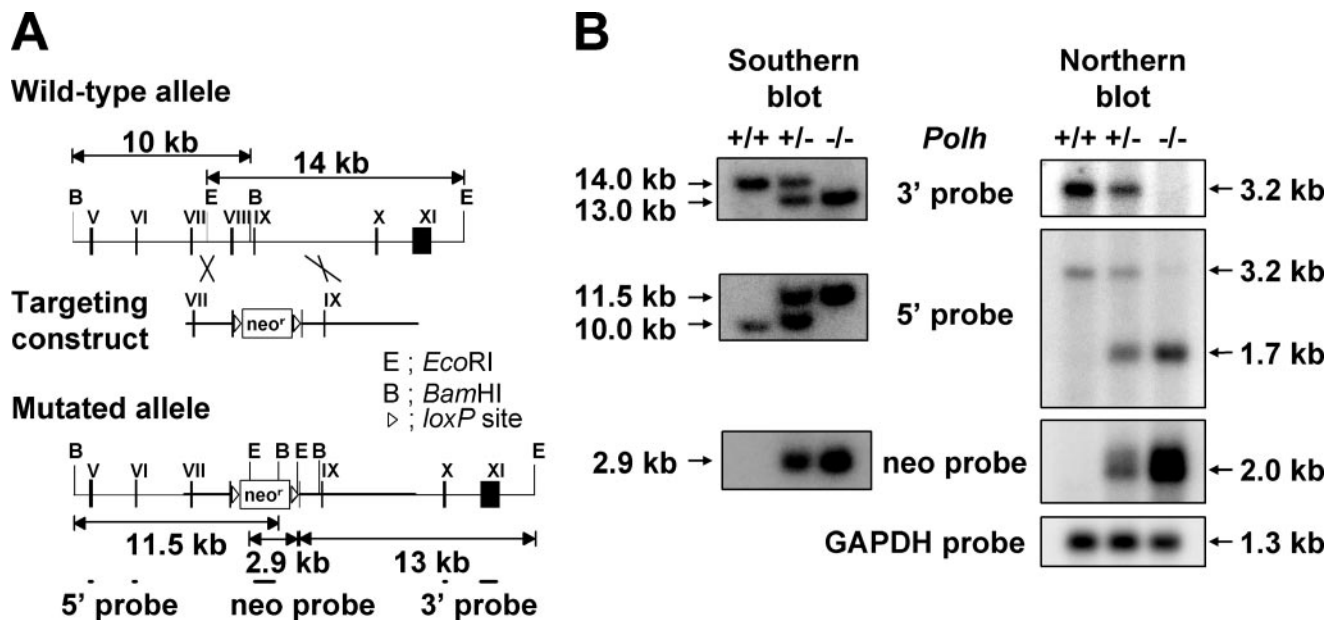 A
Wild-type allele
10 kb
14 kb
B E B E
V VI VII VIII IX X XI
Targeting
construct
VII IX
neoʳ
E ; EcoRI
B ; BamHI
▷ ; loxP site
Mutated allele
B E B E B E
V VI VII IX X XI
neoʳ
11.5 kb
2.9 kb
13 kb
5’ probe neo probe 3’ probe
B
Southern
blot
Northern
blot
+/+ +/- -/- Polh +/+ +/- -/-
14.0 kb
13.0 kb
3’ probe
3.2 kb
11.5 kb
10.0 kb
5’ probe
3.2 kb
1.7 kb
2.9 kb
neo probe
2.0 kb
GAPDH probe
1.3 kb